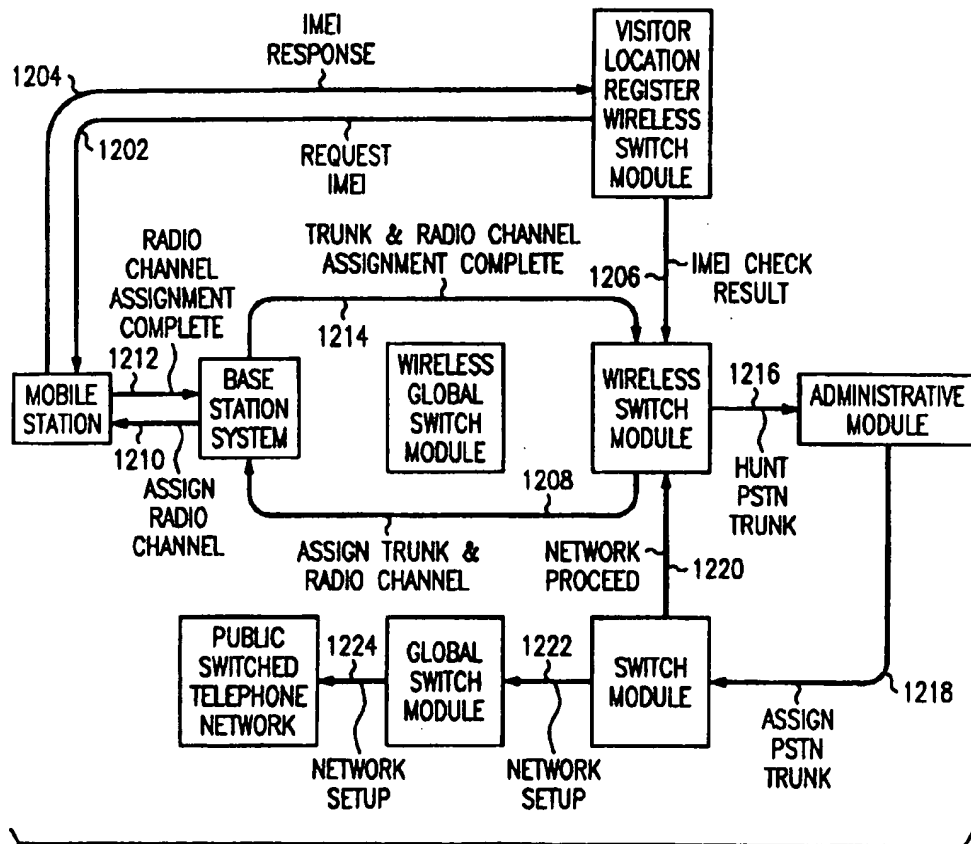 IMEI
RESPONSE
1204
1202
REQUEST
IMEI
VISITOR
LOCATION
REGISTER
WIRELESS
SWITCH
MODULE
RADIO
CHANNEL
ASSIGNMENT
COMPLETE
TRUNK & RADIO CHANNEL
ASSIGNMENT COMPLETE
1206
IMEI CHECK
RESULT
1214
1212
MOBILE
STATION
1210
ASSIGN
RADIO
CHANNEL
BASE
STATION
SYSTEM
WIRELESS
GLOBAL
SWITCH
MODULE
WIRELESS
SWITCH
MODULE
1216
HUNT
PSTN
TRUNK
ADMINISTRATIVE
MODULE
1208
ASSIGN TRUNK &
RADIO CHANNEL
NETWORK
PROCEED
1220
PUBLIC
SWITCHED
TELEPHONE
NETWORK
1224
NETWORK
SETUP
GLOBAL
SWITCH
MODULE
1222
NETWORK
SETUP
SWITCH
MODULE
1218
ASSIGN
PSTN
TRUNK